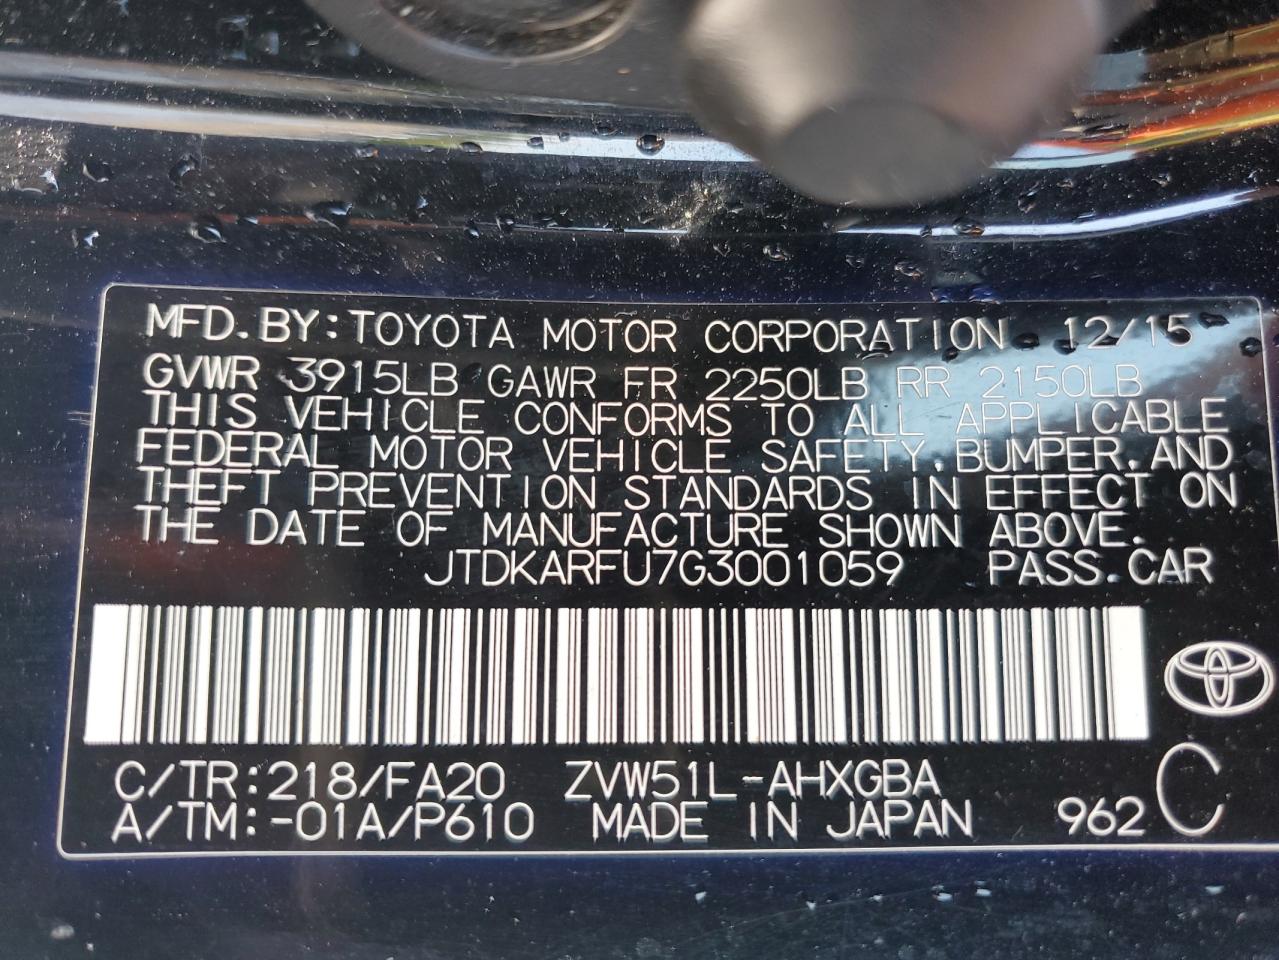 MFD.BY:TOYOTA MOTOR CORPORATION 12/15
GVWR 3915LB GAWR FR 2250LB RR 2150LB
THIS VEHICLE CONFORMS TO ALL APPLICABLE
FEDERAL MOTOR VEHICLE SAFETY,BUMPER,AND
THEFT PREVENTION STANDARDS IN EFFECT ON
THE DATE OF MANUFACTURE SHOWN ABOVE.
JTDKARFU7G3001059 PASS.CAR
C/TR:218/FA20 ZVW51L-AHXGBA
A/TM:-01A/P610 MADE IN JAPAN 962 C